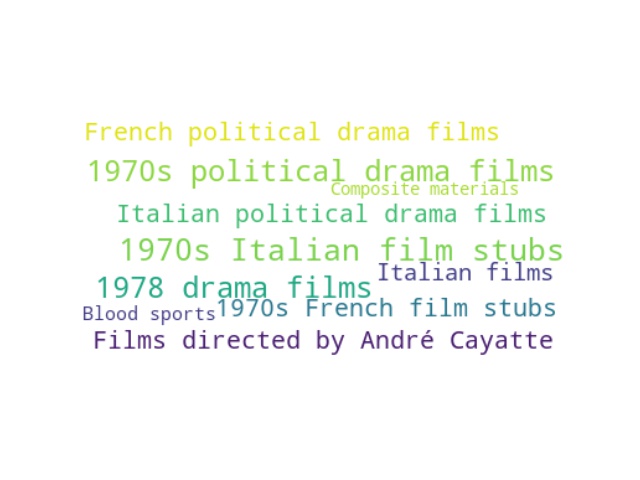 French political drama films
1970s political drama films
Composite materials
Italian political drama films
1970s Italian film stubs
Italian films
1978 drama films
1970s French film stubs
Blood sports
Films directed by André Cayatte